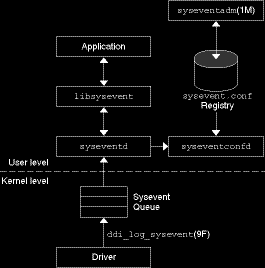 syseventadm(1M)
Application
libsysevent
sysevent.conf
Registry
syseventd
syseventconfd
User level
Kernel level
Sysevent
Queue
ddi_log_sysevent(9F)
Driver